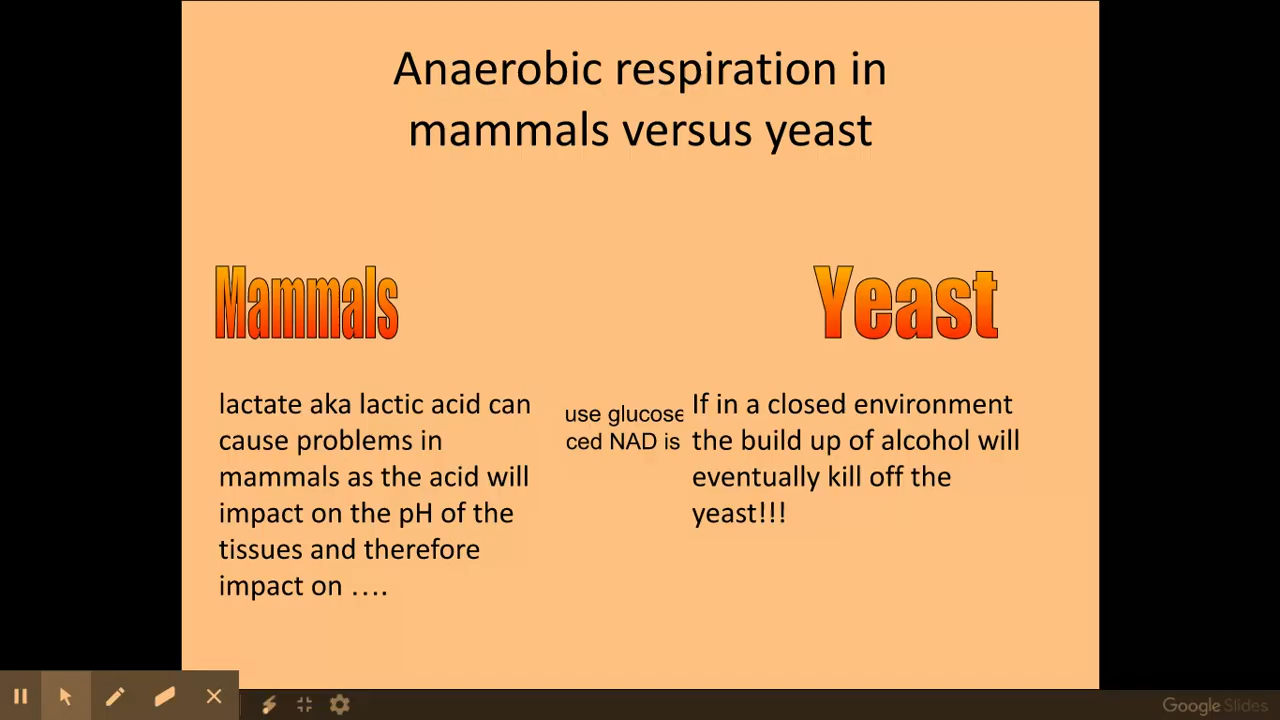 Anaerobic respiration in
mammals versus yeast
Mammals
Yeast
lactate aka lactic acid can
cause problems in
mammals as the acid will
impact on the pH of the
tissues and therefore
impact on ....
use glucose
ced NAD is
If in a closed environment
the build up of alcohol will
eventually kill off the
yeast!!!
Google Slides